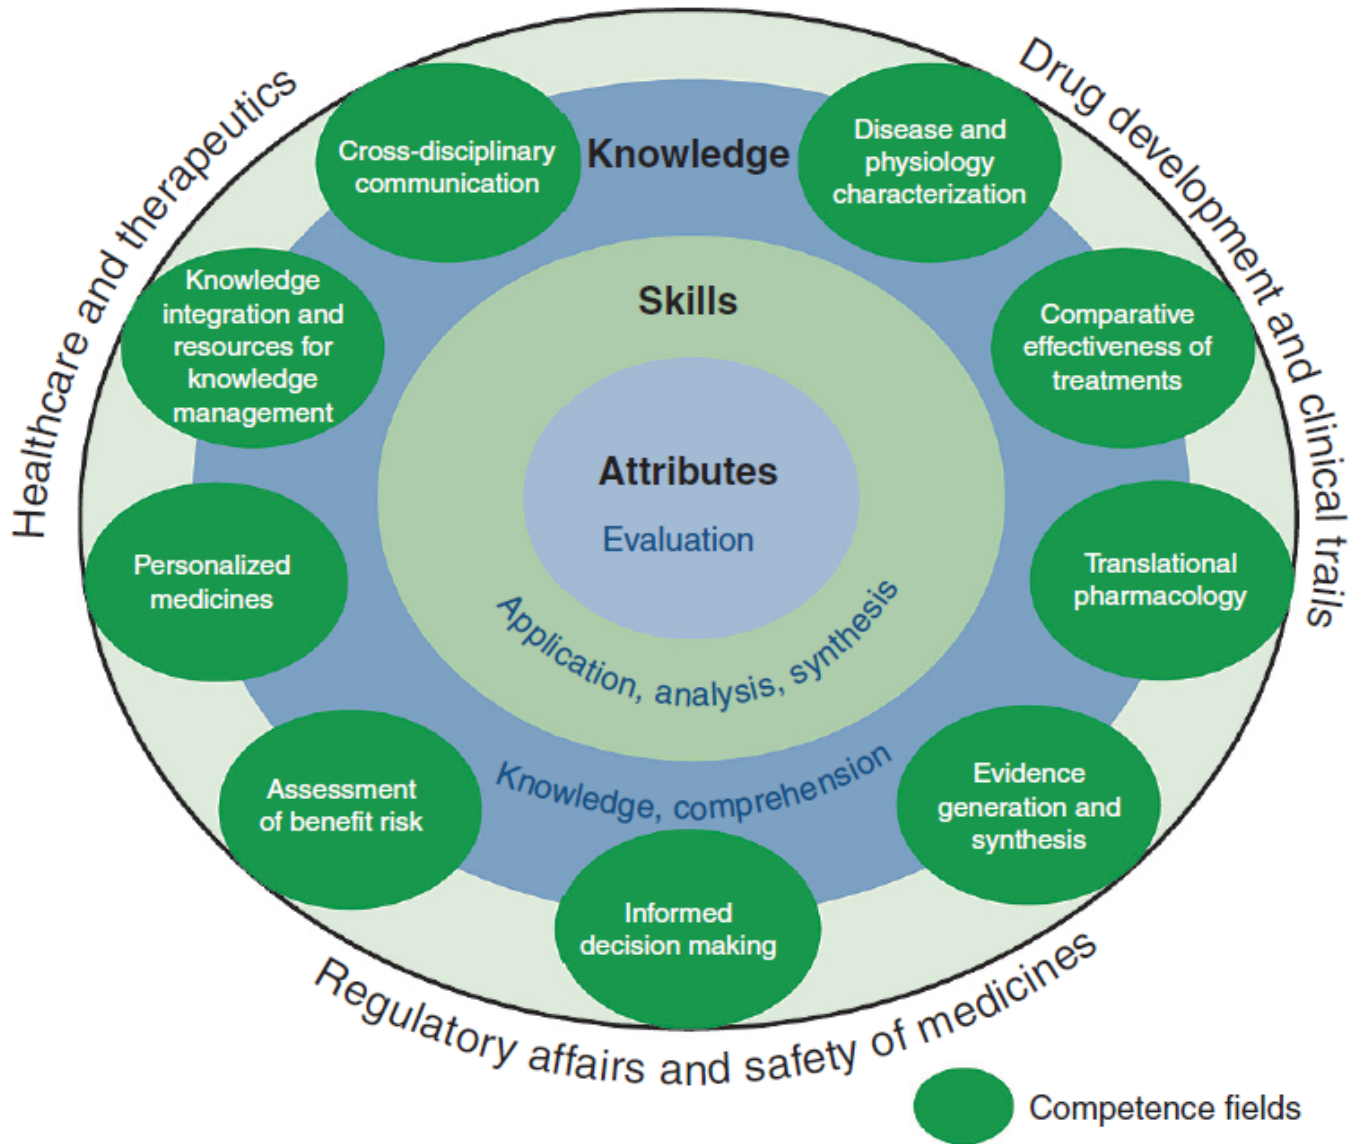 Healthcare and therapeutics
Drug development and clinical trails
Cross-disciplinary
communication
Knowledge
Disease and
physiology
characterization
Knowledge
integration and
resources for
knowledge
management
Skills
Comparative
effectiveness of
treatments
Attributes
Evaluation
Personalized
medicines
Translational
pharmacology
Application, analysis, synthesis
Knowledge, comprehension
Assessment
of benefit risk
Evidence
generation and
synthesis
Informed
decision making
Regulatory affairs and safety of medicines
Competence fields